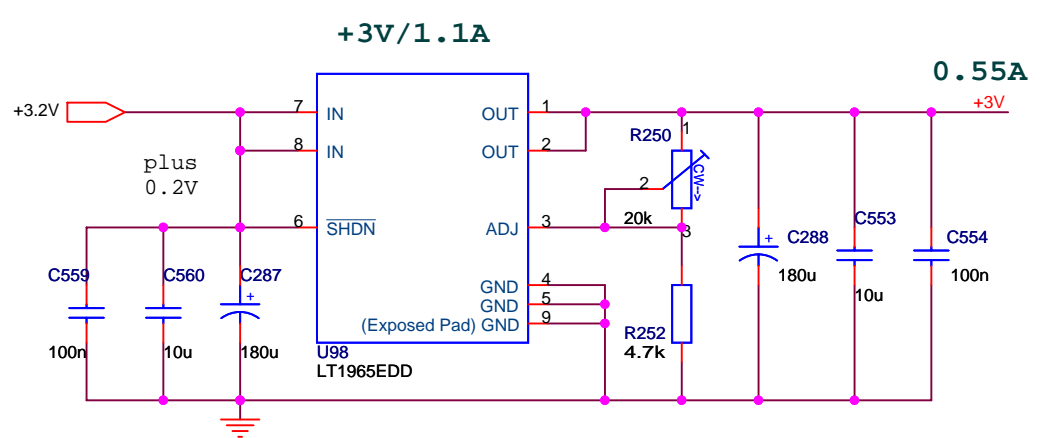 +3V/1.1A
0.55A
+3V
+3.2V
7
IN
OUT
1
8
IN
OUT
2
R250
1
2
CW->
20k
3
plus
0.2V
6
SHDN
ADJ
3
C559
100n
C560
10u
C287
+
180u
GND
4
GND
5
(Exposed Pad) GND
9
U98
LT1965EDD
R252
4.7k
+
C288
180u
C553
10u
C554
100n